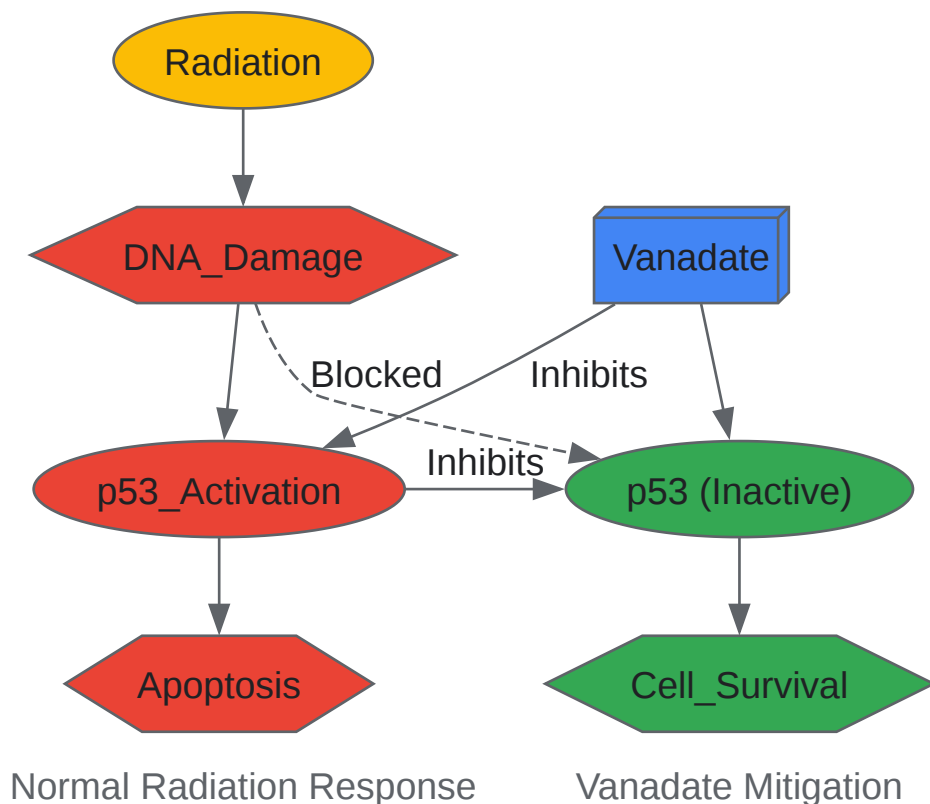 Radiation
DNA_Damage
Vanadate
Blocked
Inhibits
Inhibits
p53_Activation
p53 (Inactive)
Apoptosis
Cell_Survival
Normal Radiation Response
Vanadate Mitigation